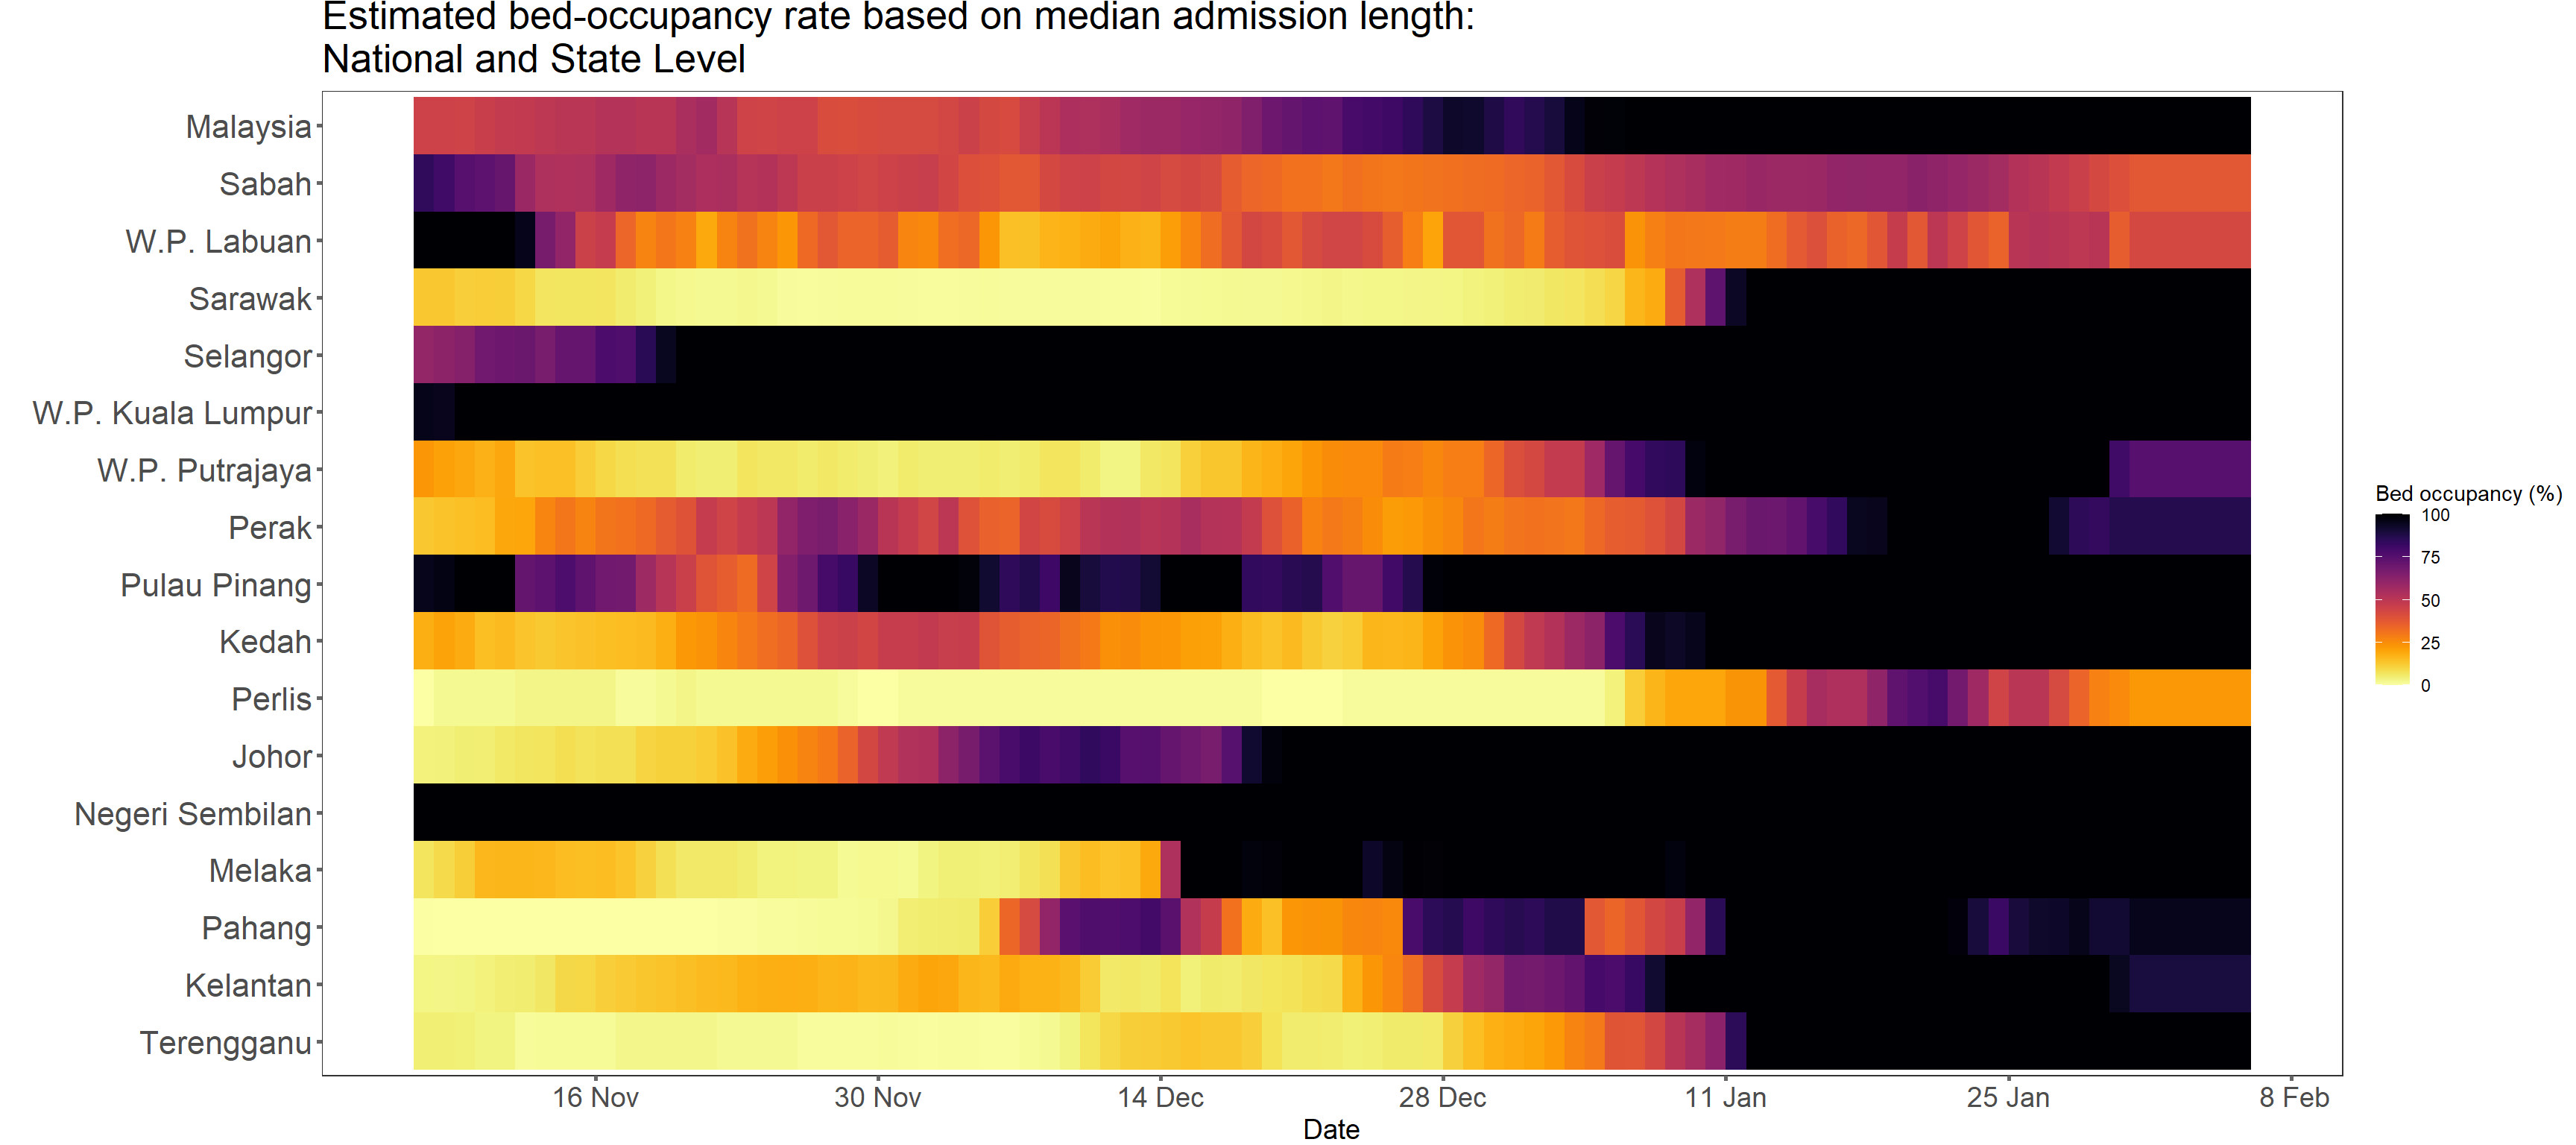 Estimated bed-occupancy rate based on median admission length:
National and State Level
Malaysia
Sabah
W.P. Labuan
Sarawak
Selangor
W.P. Kuala Lumpur
W.P. Putrajaya
Perak
Pulau Pinang
Kedah
Perlis
Johor
Negeri Sembilan
Melaka
Pahang
Kelantan
Terengganu
16 Nov
30 Nov
14 Dec
28 Dec
11 Jan
25 Jan
8 Feb
Date
Bed occupancy (%)
100
75
50
25
0